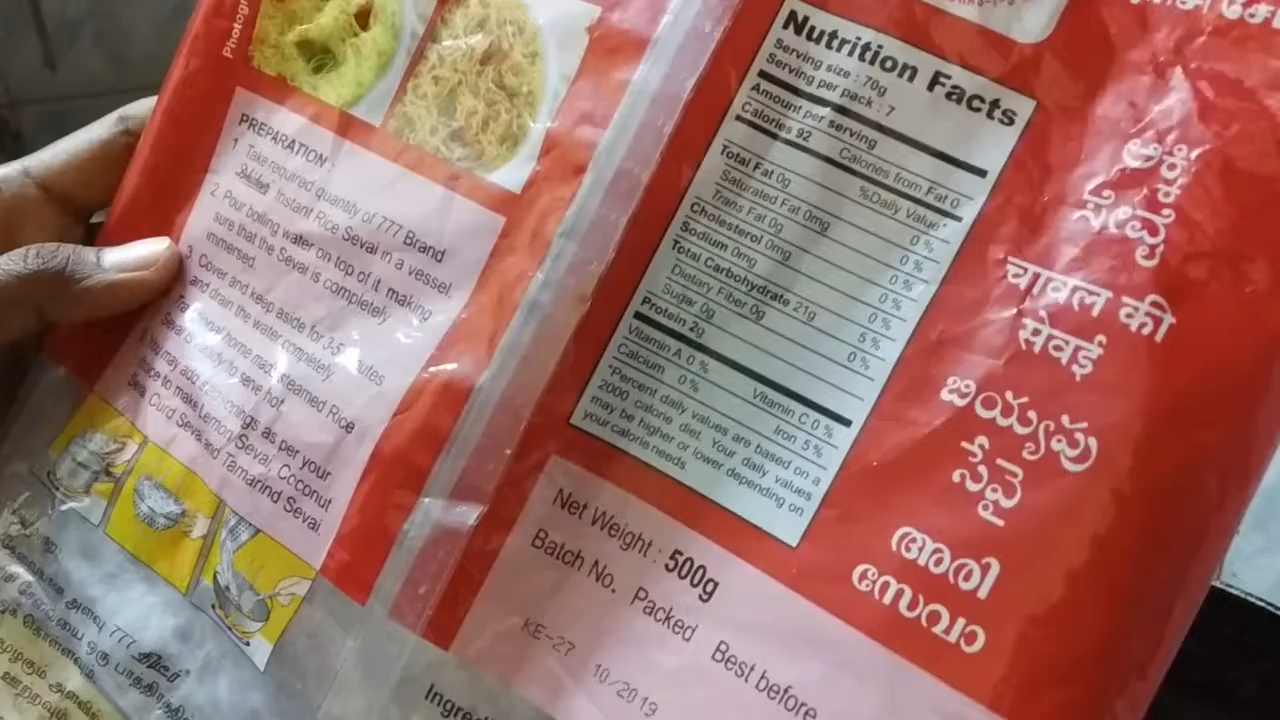 PREPARATION :
1. Take required quantity of 777 Brand
Instant Rice Sevai in a vessel.
2. Pour boiling water on top of it, making
sure that the Sevai is completely
immersed.
3. Cover and keep aside for 3-5 minutes
and drain the water completely.
Traditional home made Steamed Rice
Sevai is ready to serve hot.
You may add seasonings as per your
to make Lemon Sevai, Coconut
Sevai, Curd Sevai and Tamarind Sevai.
அளவு 777
ஒரு
Nutrition Facts
Serving size : 70g
Serving per pack : 7
Amount per serving
Calories 92 Calories from Fat 0
%Daily Value*
Total Fat 0g 0 %
Saturated Fat 0mg 0 %
Trans Fat 0g 0 %
Cholesterol 0mg 0 %
Sodium 0mg 0 %
Total Carbohydrate 21g 5 %
Dietary Fiber 0g 0 %
Sugar 0g
Protein 2g
Vitamin A 0 % Vitamin C 0 %
Calcium 0% Iron 5%
*Percent daily values are based on a
2000 calorie diet. Your daily values
may be higher or lower depending on
your calorie needs.
Net Weight : 500g
Batch No. Packed Best before
KE-27 10/2019
चावल की
सेवई
బియ్యపు
సేవై
അരി
സേവാ